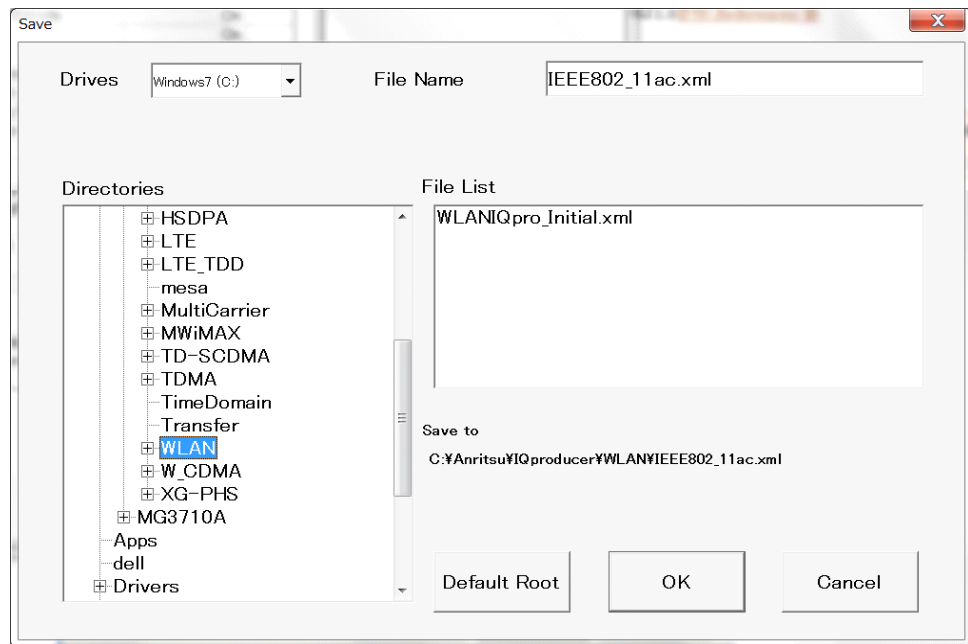 Save
Drives
Windows7 (C:)
File Name
IEEE802_11ac.xml
Directories
HSDPA
LTE
LTE_TDD
mesa
MultiCarrier
MWiMAX
TD-SCDMA
TDMA
TimeDomain
Transfer
WLAN
W_CDMA
XG-PHS
MG3710A
Apps
dell
Drivers
File List
WLANIQpro_Initial.xml
Save to
C:¥Anritsu¥IQproducer¥WLAN¥IEEE802_11ac.xml
Default Root
OK
Cancel